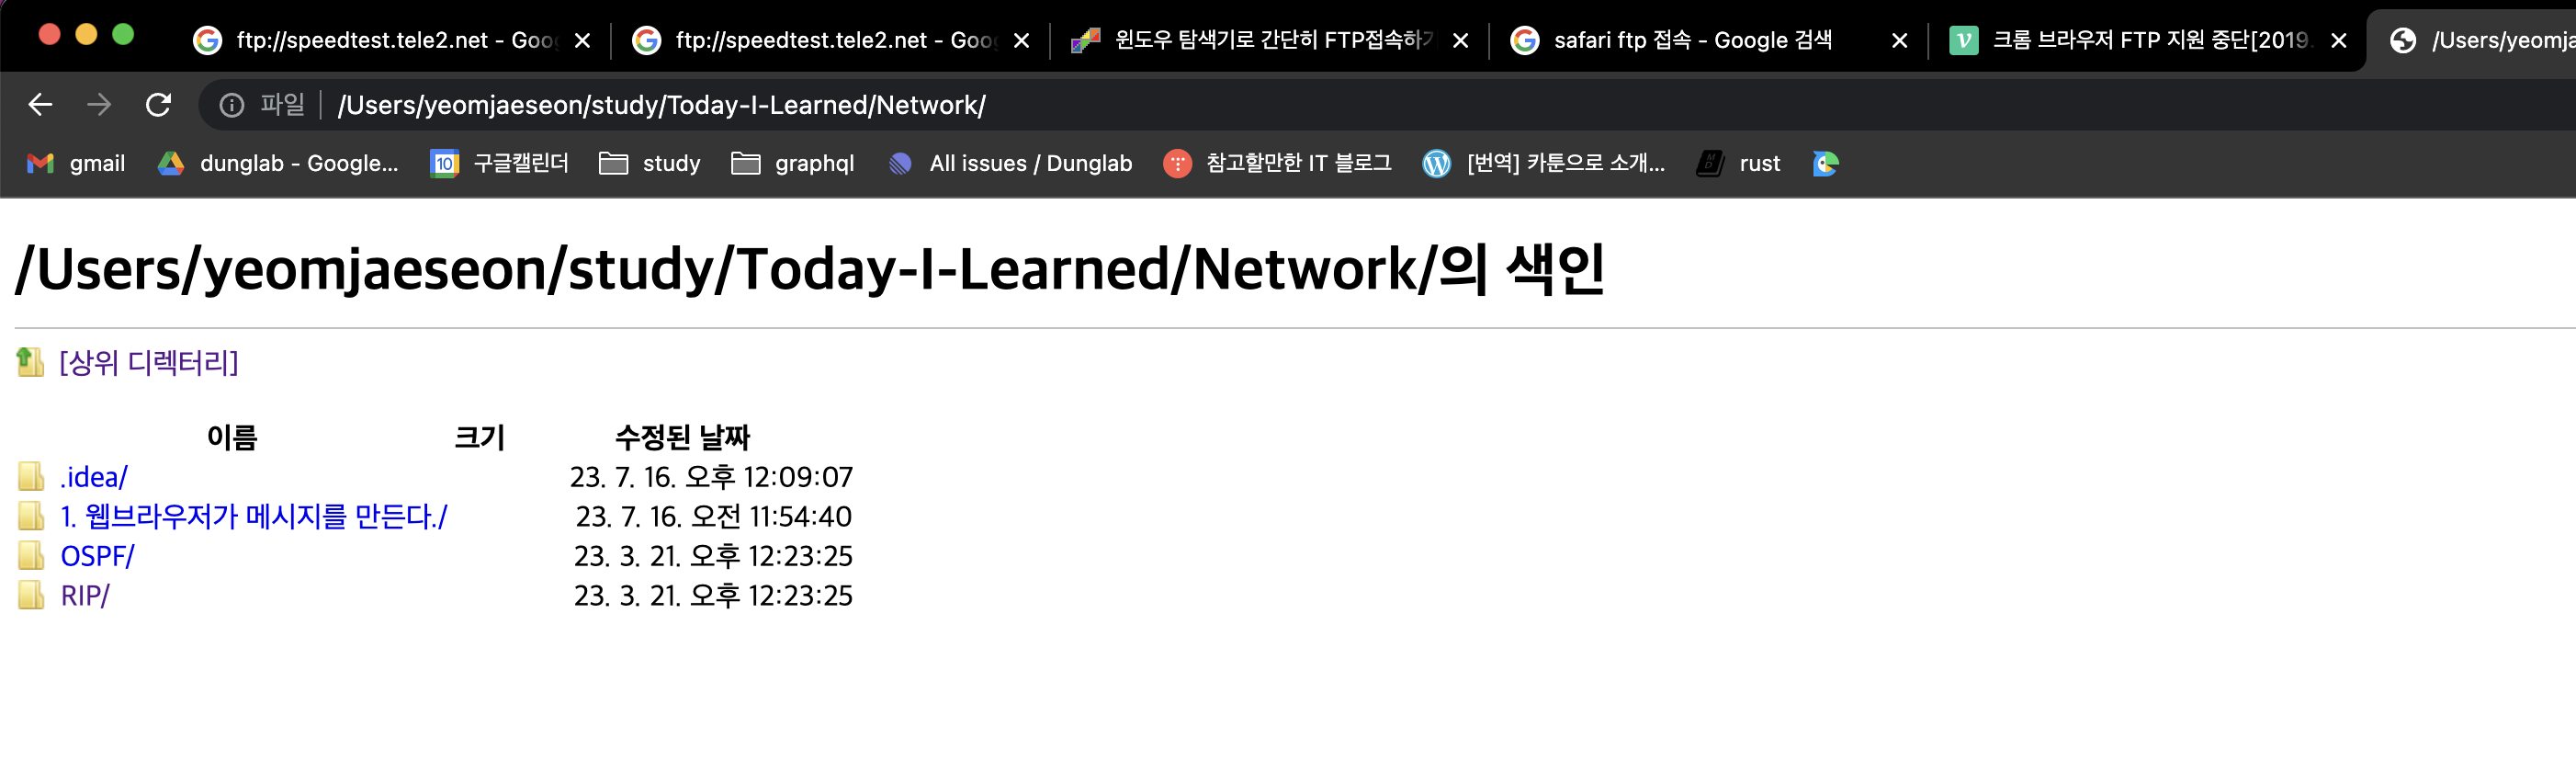 ftp://speedtest.tele2.net - Goo
ftp://speedtest.tele2.net - Goo
윈도우 탐색기로 간단히 FTP접속하기
safari ftp 접속 - Google 검색
크롬 브라우저 FTP 지원 중단[2019.
/Users/yeomja
파일 /Users/yeomjaeseon/study/Today-I-Learned/Network/
gmail dunglab - Google... 구글캘린더 study graphql All issues / Dunglab 참고할만한 IT 블로그 [번역] 카툰으로 소개... rust
/Users/yeomjaeseon/study/Today-I-Learned/Network/의 색인
[상위 디렉터리]
이름 크기 수정된 날짜
.idea/ 23. 7. 16. 오후 12:09:07
1. 웹브라우저가 메시지를 만든다./ 23. 7. 16. 오전 11:54:40
OSPF/ 23. 3. 21. 오후 12:23:25
RIP/ 23. 3. 21. 오후 12:23:25